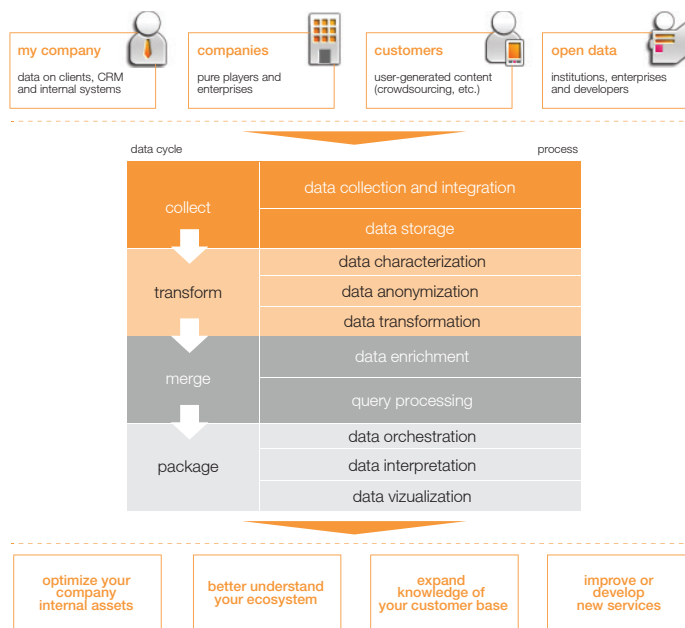 my company
data on clients, CRM
and internal systems
companies
pure players and
enterprises
customers
user-generated content
(crowdsourcing, etc.)
open data
institutions, enterprises
and developers
data cycle
process
collect
data collection and integration
data storage
transform
data characterization
data anonymization
data transformation
merge
data enrichment
query processing
package
data orchestration
data interpretation
data vizualization
optimize your
company
internal assets
better understand
your ecosystem
expand
knowledge of
your customer base
improve or
develop
new services